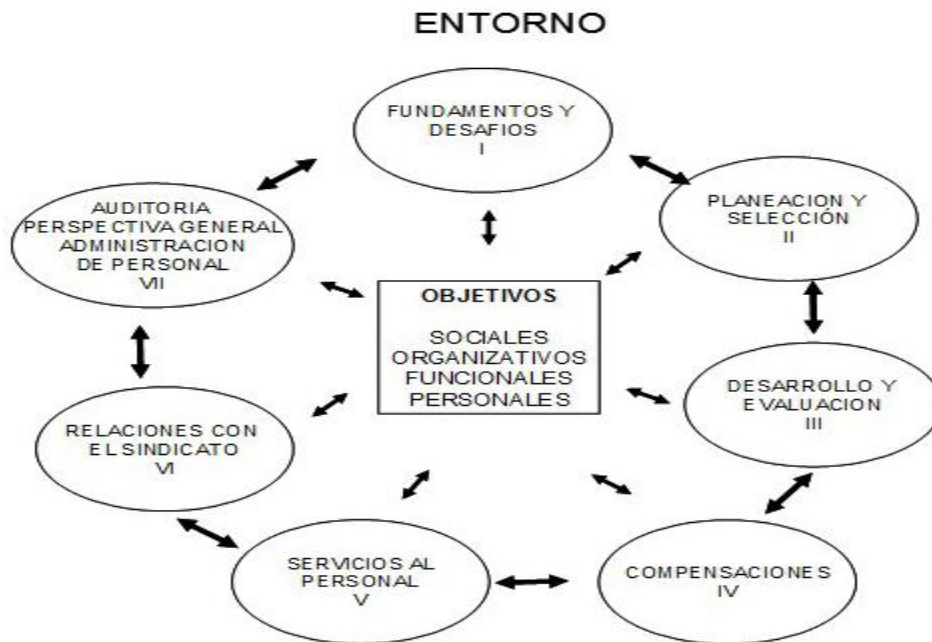 ENTORNO
FUNDAMENTOS Y
DESAFIOS
I
PLANEACION Y
SELECCIÓN
II
DESARROLLO Y
EVALUACION
III
COMPENSACIONES
IV
SERVICIOS AL
PERSONAL
V
RELACIONES CON
EL SINDICATO
VI
AUDITORIA
PERSPECTIVA GENERAL
ADMINISTRACION
DE PERSONAL
VII
OBJETIVOS
SOCIALES
ORGANIZATIVOS
FUNCIONALES
PERSONALES